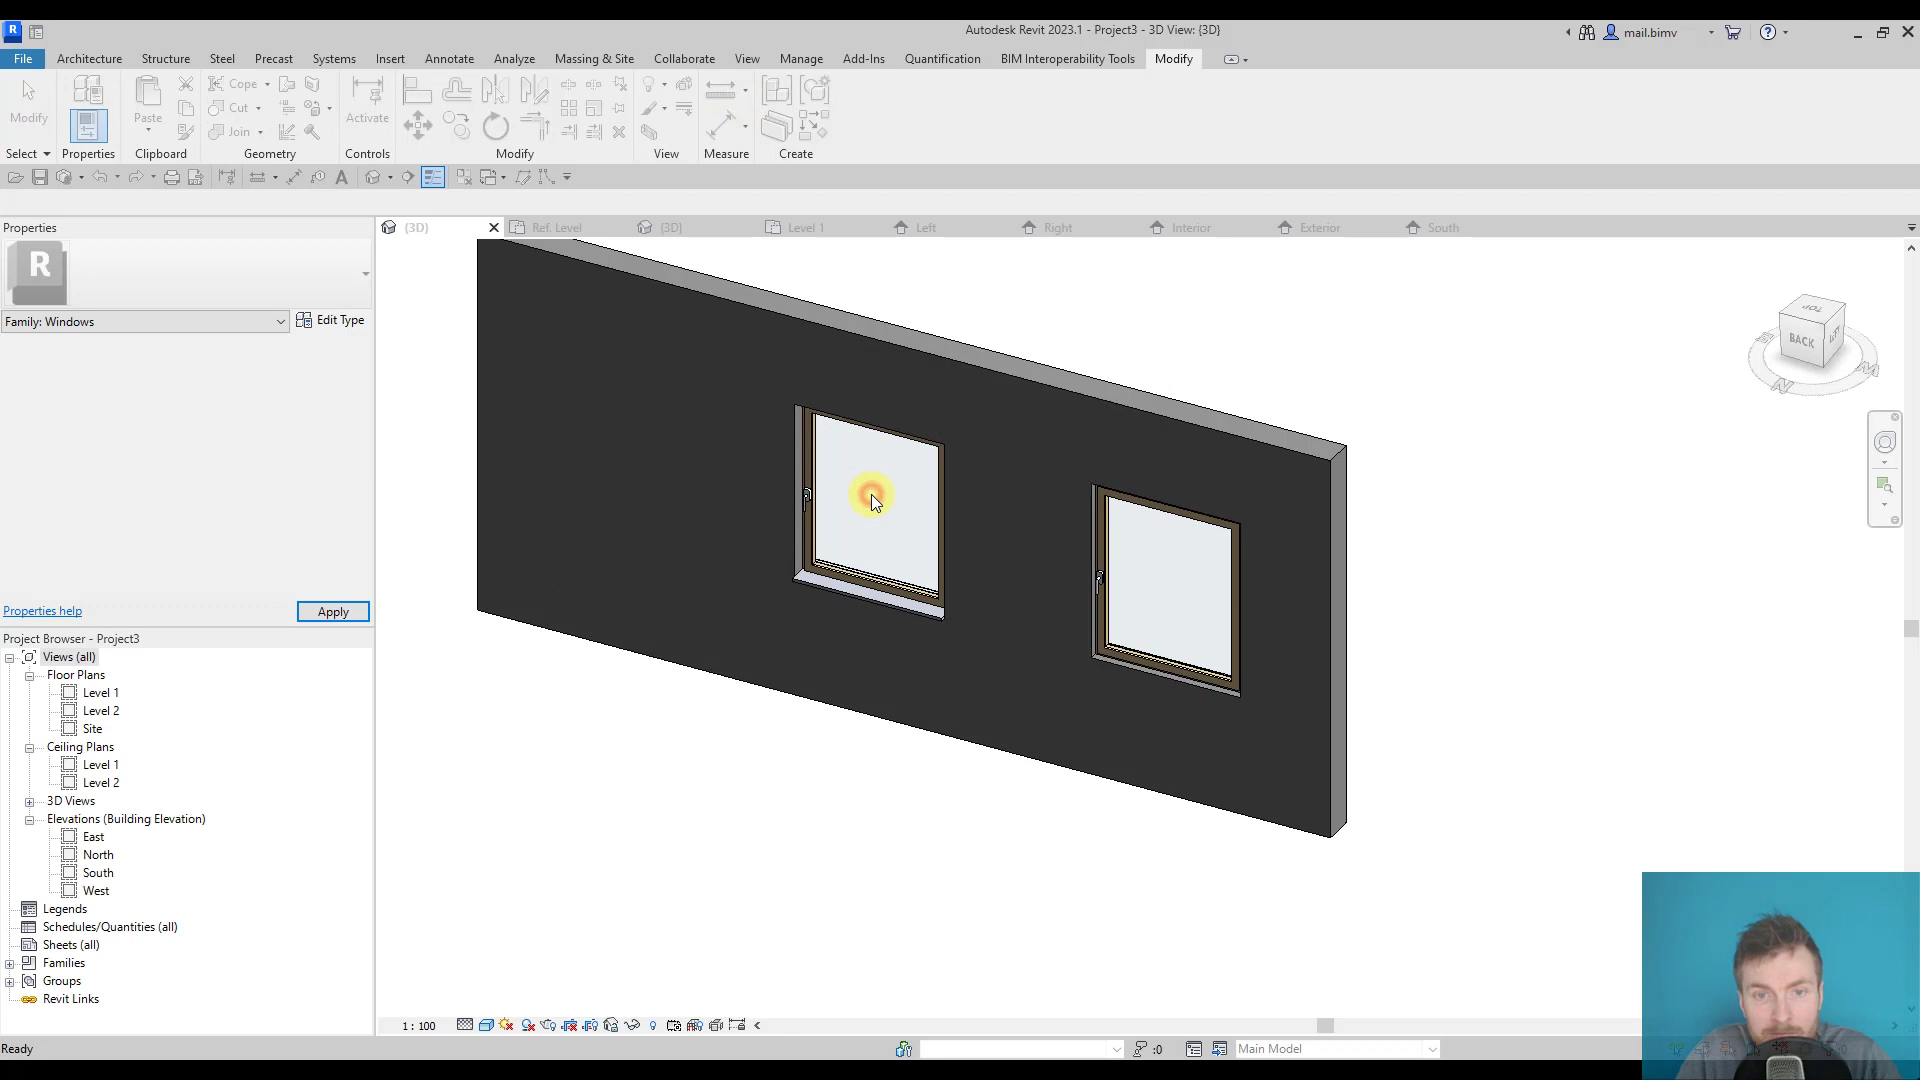 Autodesk Revit 2023.1 - Project3 - 3D View: {3D}
mail.bimv
File Architecture Structure Steel Precast Systems Insert Annotate Analyze Massing & Site Collaborate View Manage Add-Ins Quantification BIM Interoperability Tools Modify
Cope
Modify
Paste
Cut
Activate
Join
Select Properties Clipboard Geometry Controls Modify View Measure Create
Properties
(3D) Ref. Level (3D) Level 1 Left Right Interior Exterior South
R
Family: Windows
Edit Type
TOP
BACK
LEFT
Properties help
Apply
Project Browser - Project3
Views (all)
Floor Plans
Level 1
Level 2
Site
Ceiling Plans
Level 1
Level 2
3D Views
Elevations (Building Elevation)
East
North
South
West
Legends
Schedules/Quantities (all)
Sheets (all)
Families
Groups
Revit Links
1 : 100
Ready
:0
Main Model